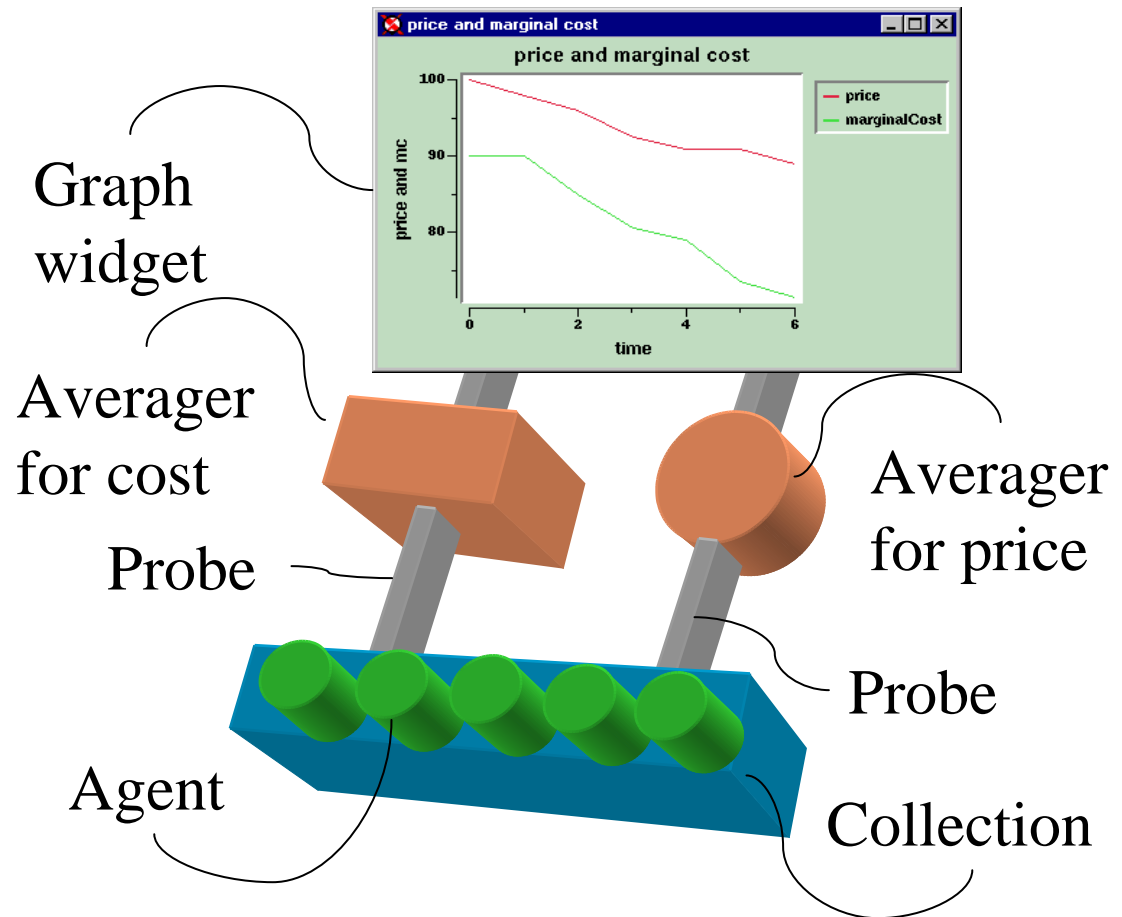 price and marginal cost
price and marginal cost
price and mc
100
90
80
0 2 4 6
time
price
marginalCost
Graph
widget
Averager
for cost
Averager
for price
Probe
Probe
Agent
Collection